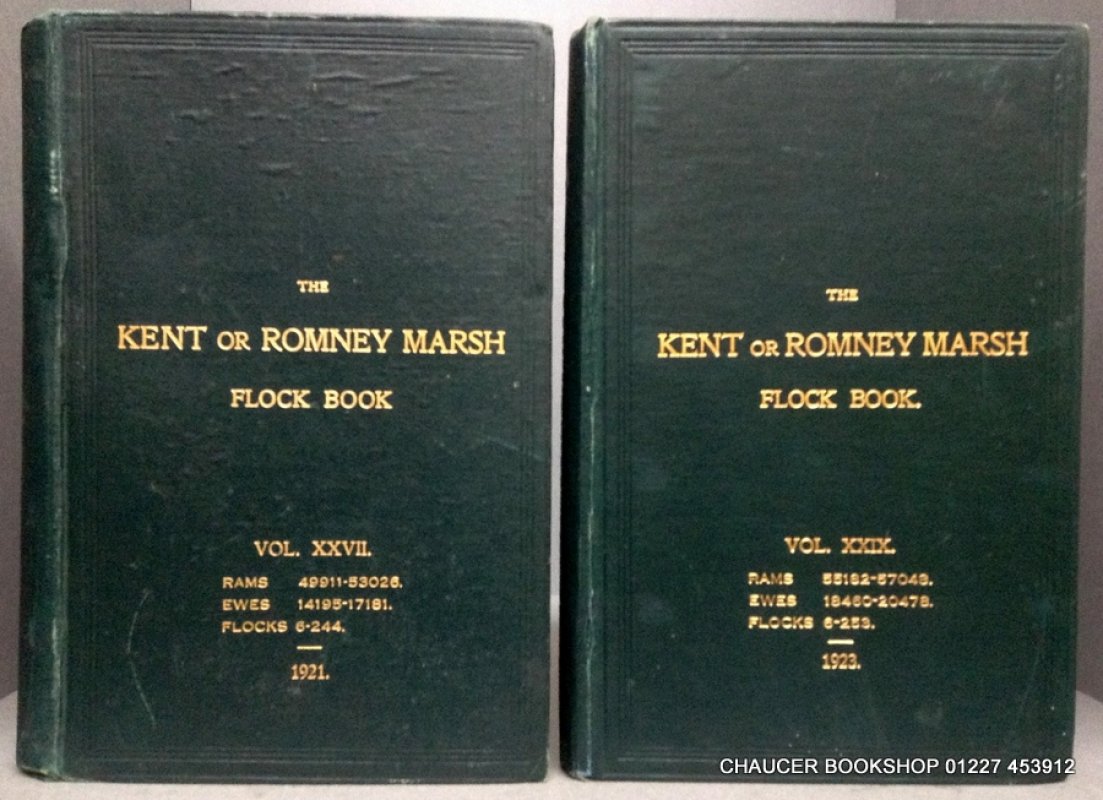 THE
KENT OR ROMNEY MARSH
FLOCK BOOK
VOL. XXVII.
RAMS 49911-53026.
EWES 14195-17181.
FLOCKS 6-244.
1921.
THE
KENT OR ROMNEY MARSH
FLOCK BOOK.
VOL. XXIX.
RAMS 55182-57048.
EWES 18460-20478.
FLOCKS 6-253.
1923.
CHAUCER BOOKSHOP 01227 453912